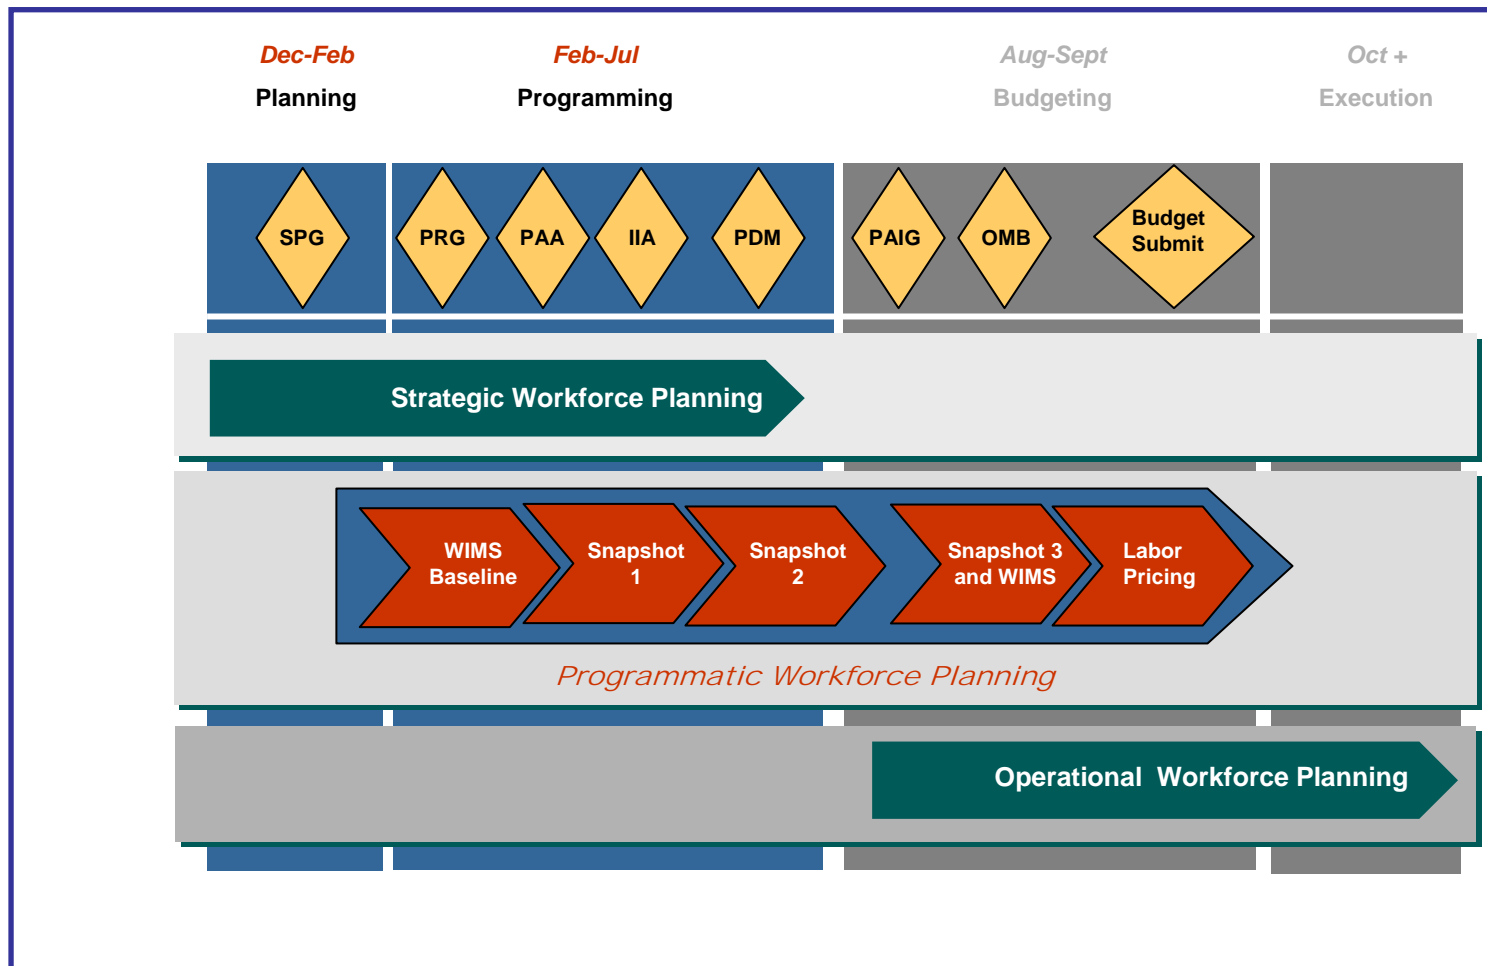 Dec-Feb
Planning
Feb-Jul
Programming
Aug-Sept
Budgeting
Oct +
Execution
SPG
PRG
PAA
IIA
PDM
PAIG
OMB
Budget
Submit
Strategic Workforce Planning
WIMS
Baseline
Snapshot
1
Snapshot
2
Snapshot 3
and WIMS
Labor
Pricing
Programmatic Workforce Planning
Operational  Workforce Planning